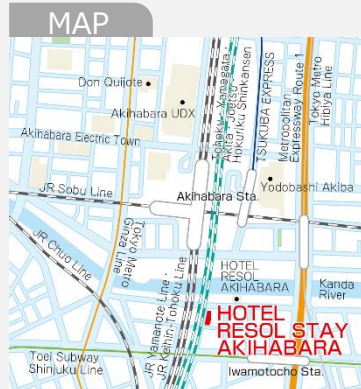 MAP
Don Quijote
Akihabara UDX
Akihabara Electric Town
Tohoku · Yamagata
Akita · Joetsu
Hokuriku Shinkansen
TSUKUBA EXPRESS
Metropolitan
Expressway Route 1
Tokyo Metro
Hibiya Line
JR Sobu Line
Akihabara Sta.
Yodobashi Akiba
JR Chuo Line
Tokyo Metro
Ginza Line
JR Yamanote Line ·
JR Keihin-Tohoku Line
HOTEL
RESOL
AKIHABARA
Kanda
River
HOTEL
RESOL STAY
AKIHABARA
Toei Subway
Shinjuku Line
Iwamotocho Sta.